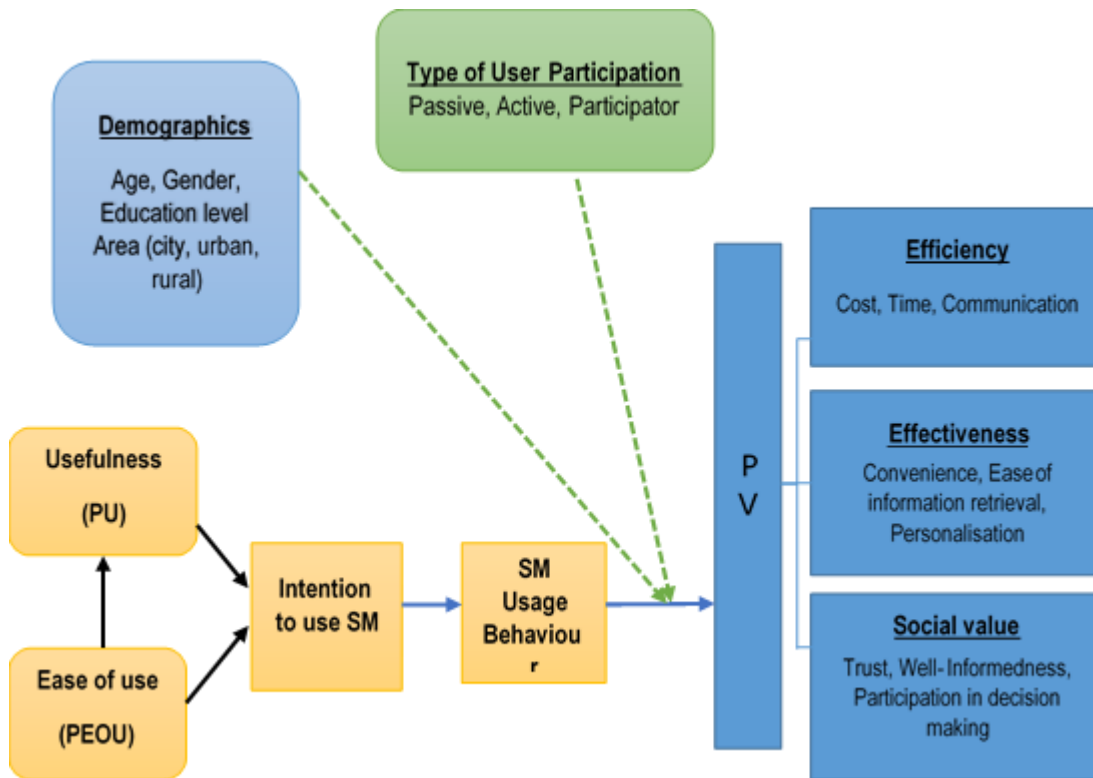 Type of User Participation
Passive, Active, Participator
Demographics
Age, Gender,
Education level
Area (city, urban,
rural)
Efficiency
Cost, Time, Communication
Effectiveness
Convenience, Ease of
information retrieval,
Personalisation
Social value
Trust, Well-Informedness,
Participation in decision
making
P
V
Usefulness
(PU)
Ease of use
(PEOU)
Intention
to use SM
SM
Usage
Behaviou
r